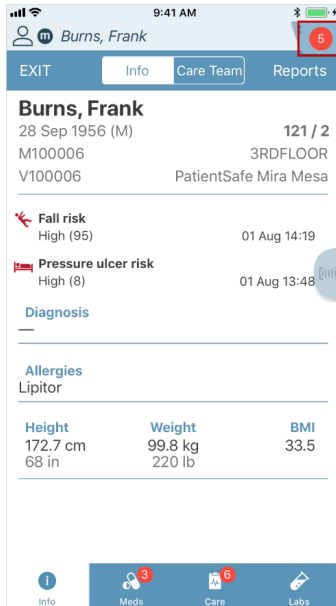 9:41 AM
m Burns, Frank
5
EXIT Info Care Team Reports
Burns, Frank
28 Sep 1956 (M) 121 / 2
M100006 3RDFLOOR
V100006 PatientSafe Mira Mesa
Fall risk
High (95) 01 Aug 14:19
Pressure ulcer risk
High (8) 01 Aug 13:48
Diagnosis
—
Allergies
Lipitor
Height Weight BMI
172.7 cm 99.8 kg 33.5
68 in 220 lb
3 6
Info Meds Care Labs